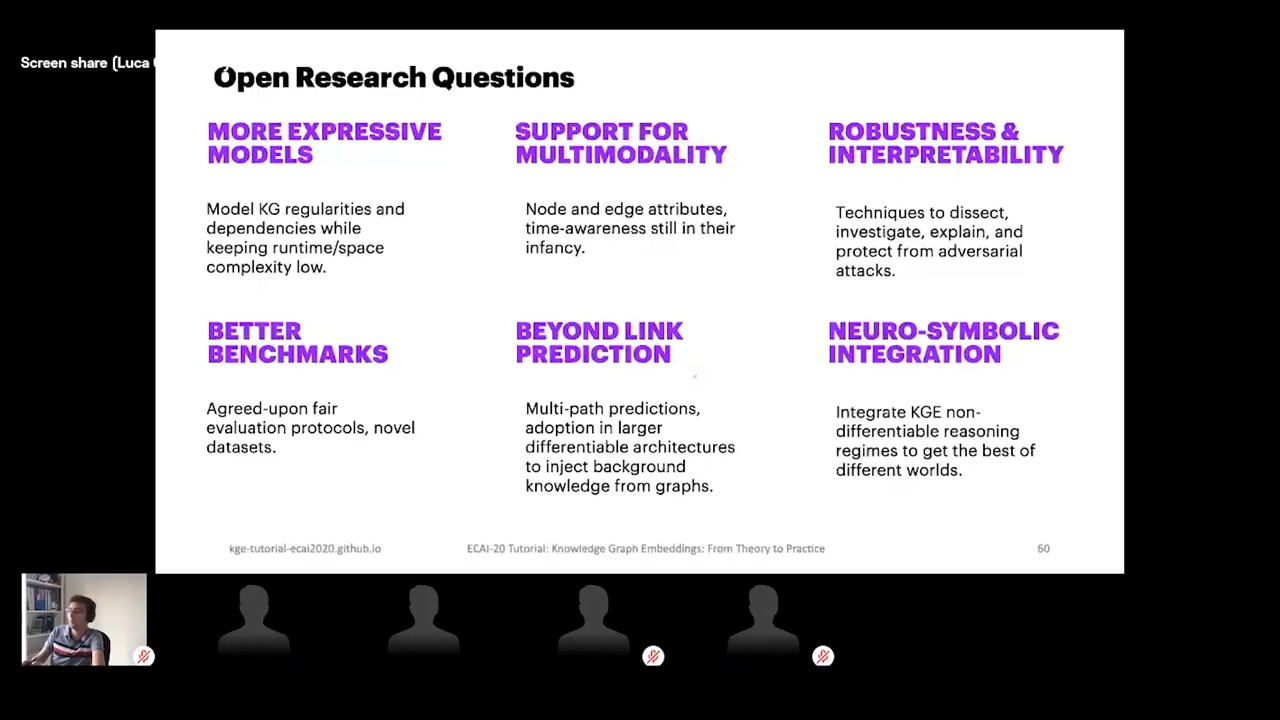 Screen share (Luca
Open Research Questions
MORE EXPRESSIVE
MODELS
Model KG regularities and
dependencies while
keeping runtime/space
complexity low.
SUPPORT FOR
MULTIMODALITY
Node and edge attributes,
time-awareness still in their
infancy.
ROBUSTNESS &
INTERPRETABILITY
Techniques to dissect,
investigate, explain, and
protect from adversarial
attacks.
BETTER
BENCHMARKS
Agreed-upon fair
evaluation protocols, novel
datasets.
BEYOND LINK
PREDICTION
Multi-path predictions,
adoption in larger
differentiable architectures
to inject background
knowledge from graphs.
NEURO-SYMBOLIC
INTEGRATION
Integrate KGE non-
differentiable reasoning
regimes to get the best of
different worlds.
kge-tutorial-ecai2020.github.io
ECAI-20 Tutorial: Knowledge Graph Embeddings: From Theory to Practice
60